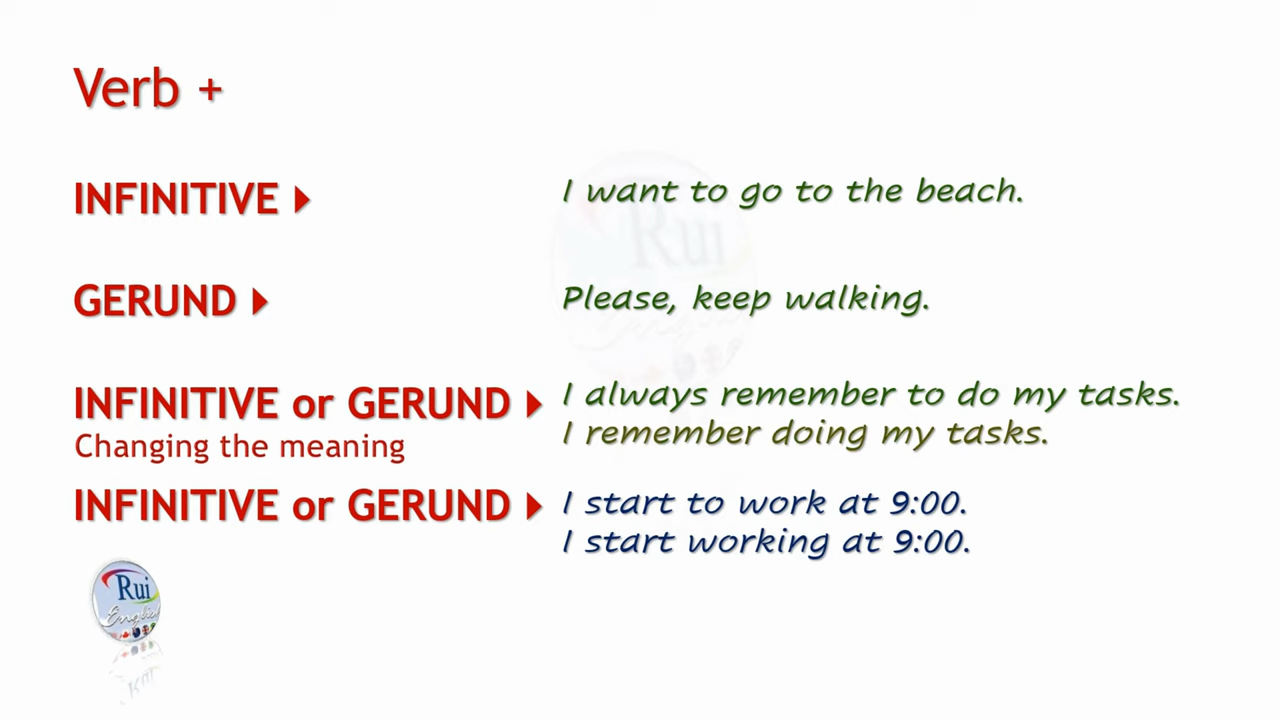 Verb +
INFINITIVE
I want to go to the beach.
GERUND
Please, keep walking.
INFINITIVE or GERUND
Changing the meaning
I always remember to do my tasks.
I remember doing my tasks.
INFINITIVE or GERUND
I start to work at 9:00.
I start working at 9:00.
Rui
English